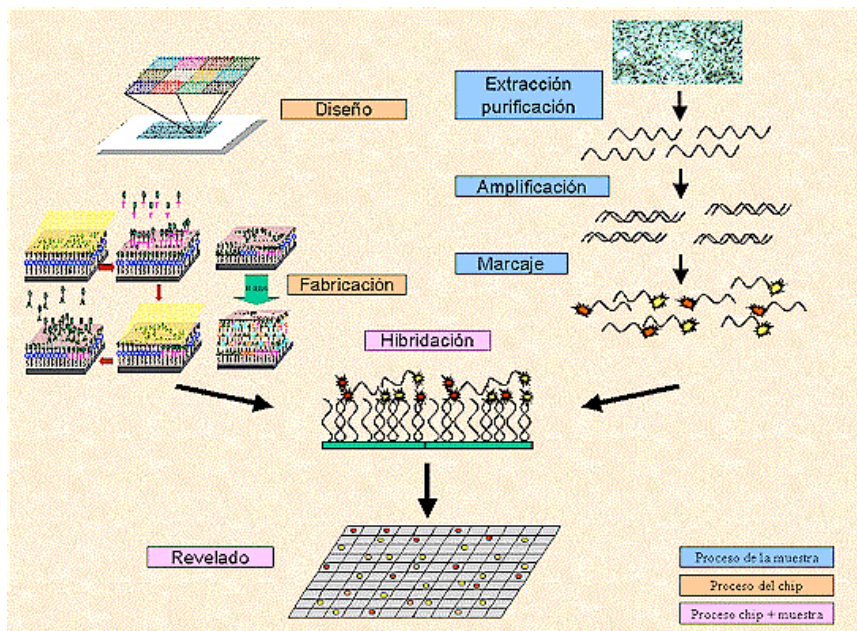 Diseño
Extracción
purificación
Amplificación
Marcaje
Fabricación
Hibridación
Revelado
Proceso de la muestra
Proceso del chip
Proceso chip + muestra